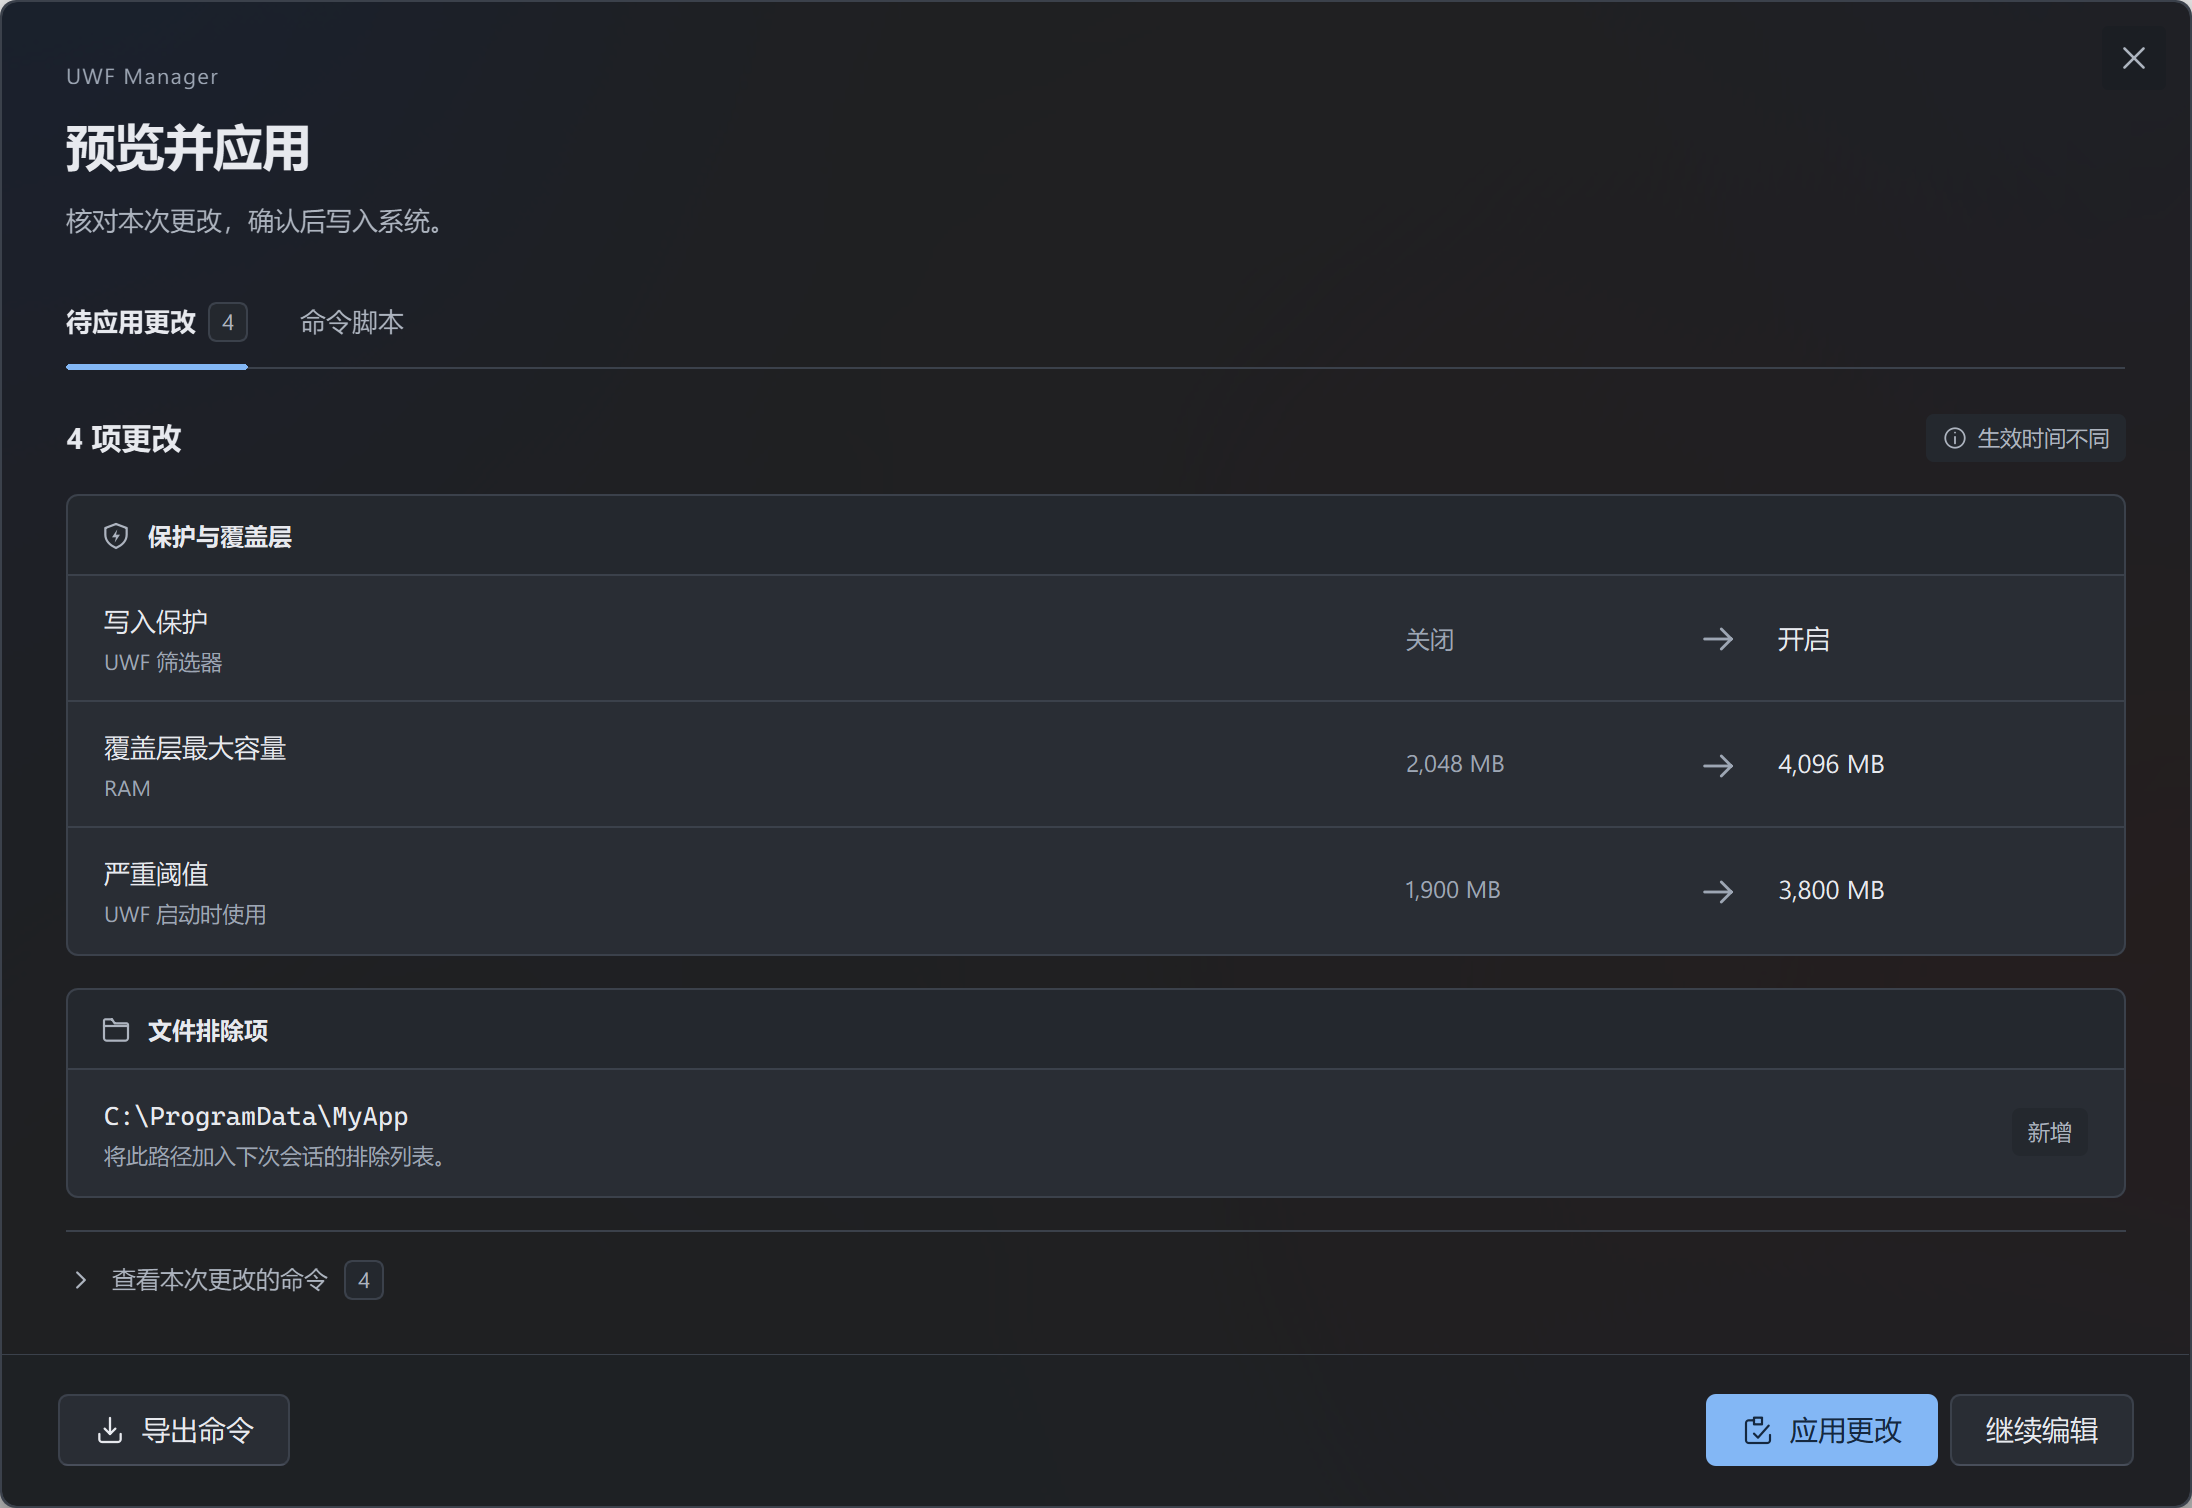 UWF Manager
预览并应用
核对本次更改，确认后写入系统。
待应用更改 4 命令脚本
4 项更改 生效时间不同
保护与覆盖层
写入保护
UWF 筛选器
关闭 → 开启
覆盖层最大容量
RAM
2,048 MB → 4,096 MB
严重阈值
UWF 启动时使用
1,900 MB → 3,800 MB
文件排除项
C:\ProgramData\MyApp
将此路径加入下次会话的排除列表。
新增
查看本次更改的命令 4
导出命令 应用更改 继续编辑